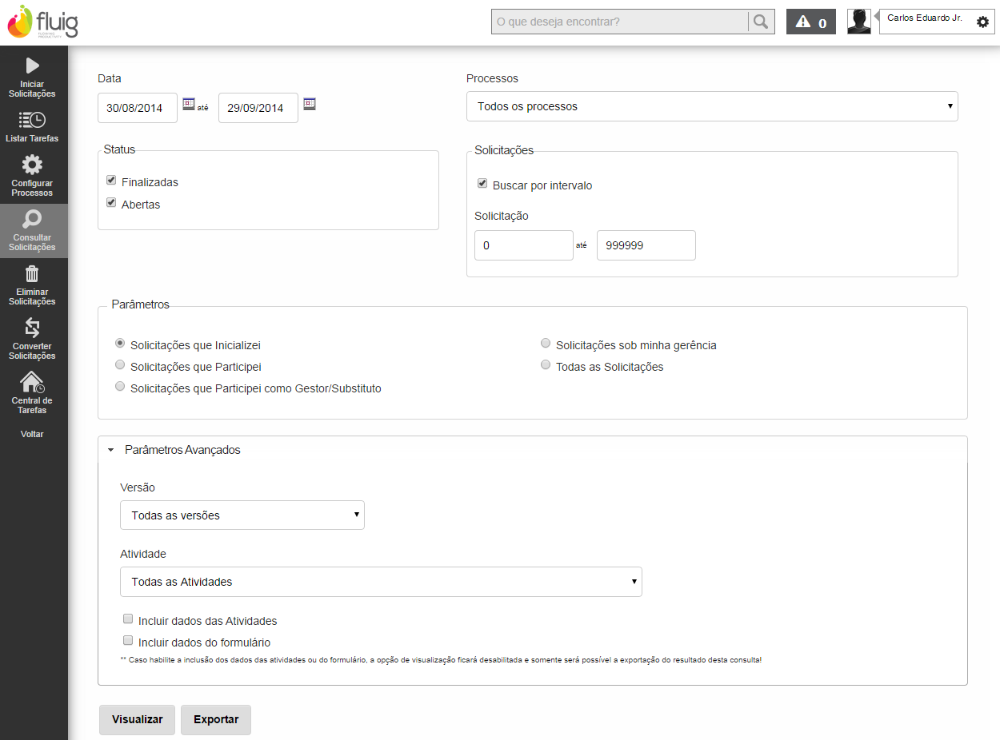 fluig
O que deseja encontrar?
0
Carlos Eduardo Jr.
Iniciar
Solicitações
Listar Tarefas
Configurar
Processos
Consultar
Solicitações
Eliminar
Solicitações
Converter
Solicitações
Central de
Tarefas
Voltar
Data
30/08/2014 até 29/09/2014
Processos
Todos os processos
Status
Finalizadas
Abertas
Solicitações
Buscar por intervalo
Solicitação
0 até 999999
Parâmetros
Solicitações que Inicializei
Solicitações que Participei
Solicitações que Participei como Gestor/Substituto
Solicitações sob minha gerência
Todas as Solicitações
Parâmetros Avançados
Versão
Todas as versões
Atividade
Todas as Atividades
Incluir dados das Atividades
Incluir dados do formulário
** Caso habilite a inclusão dos dados das atividades ou do formulário, a opção de visualização ficará desabilitada e somente será possível a exportação do resultado desta consulta!
Visualizar
Exportar